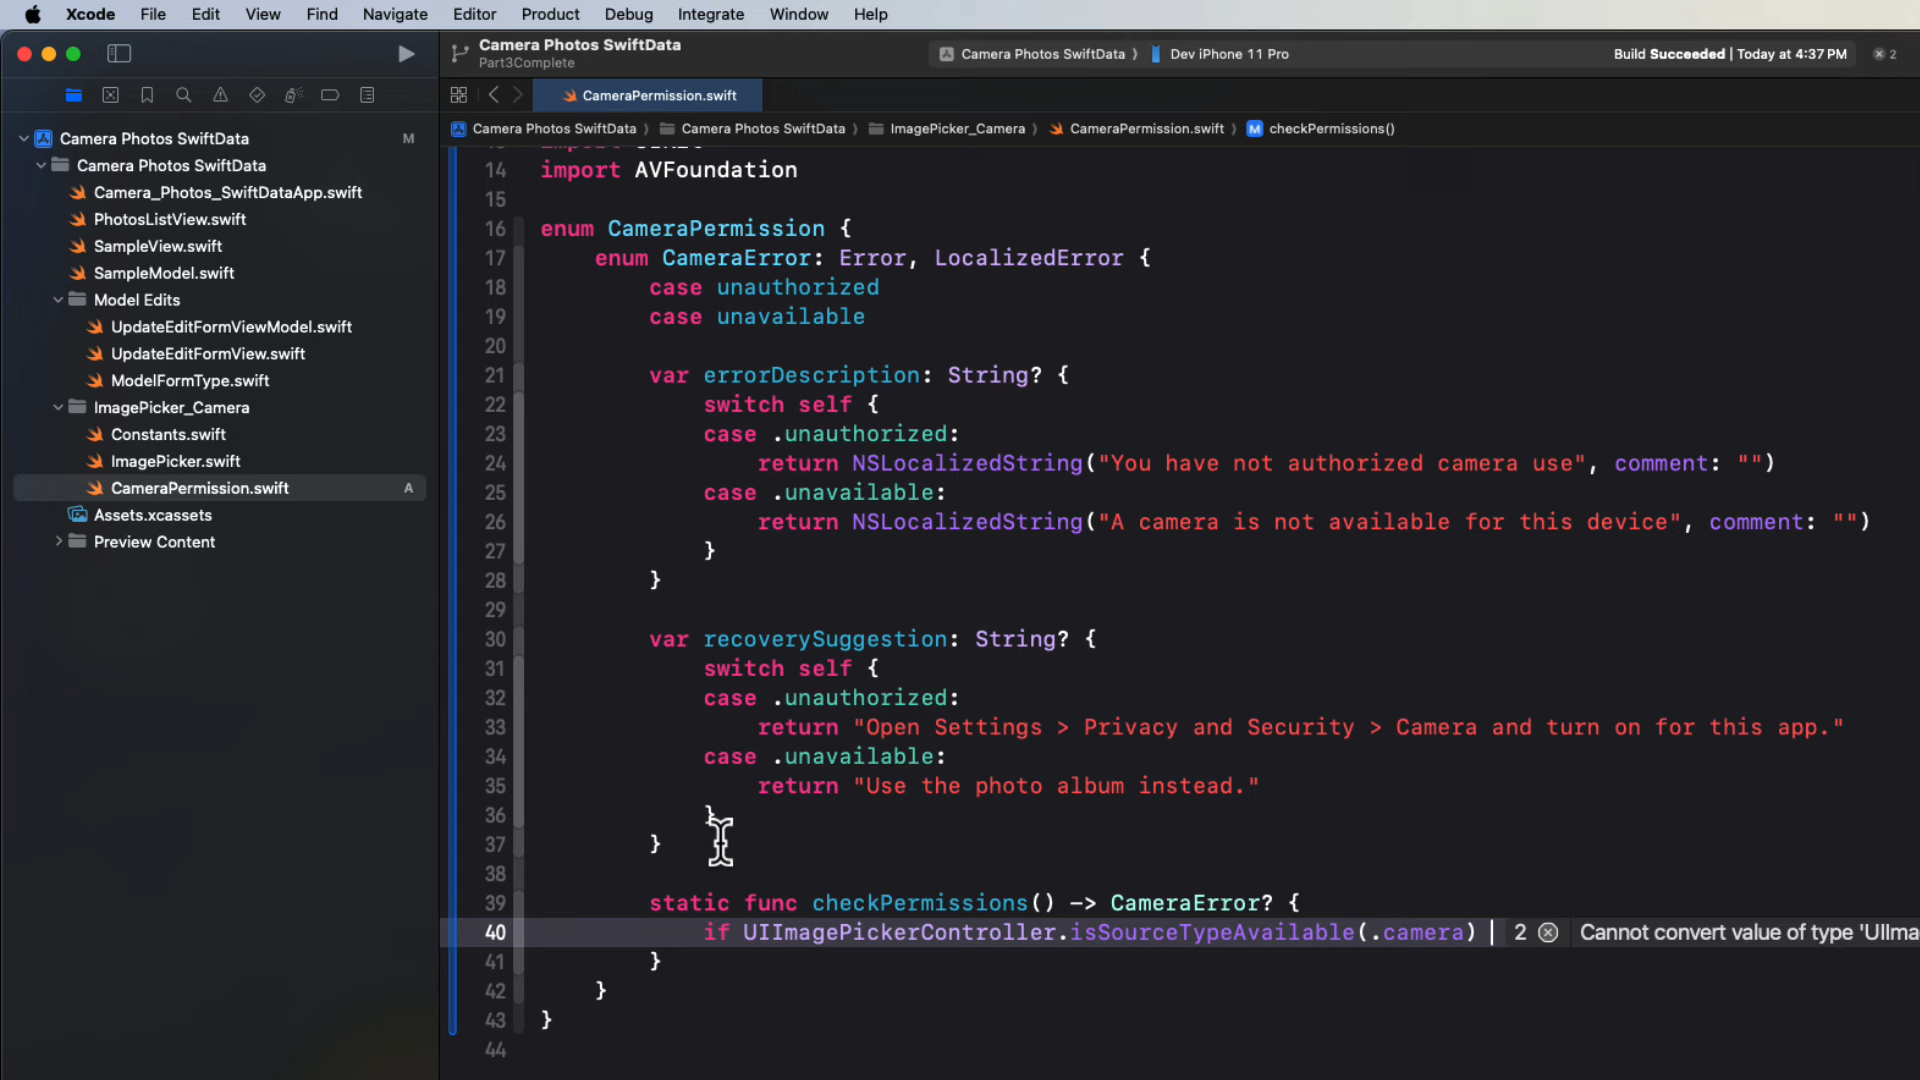 Xcode File Edit View Find Navigate Editor Product Debug Integrate Window Help
Camera Photos SwiftData
Part3Complete
Camera Photos SwiftData ⟩ Dev iPhone 11 Pro
Build Succeeded | Today at 4:37 PM
2
CameraPermission.swift
Camera Photos SwiftData ⟩ Camera Photos SwiftData ⟩ ImagePicker_Camera ⟩ CameraPermission.swift ⟩ M checkPermissions()
Camera Photos SwiftData M
Camera Photos SwiftData
Camera_Photos_SwiftDataApp.swift
PhotosListView.swift
SampleView.swift
SampleModel.swift
Model Edits
UpdateEditFormViewModel.swift
UpdateEditFormView.swift
ModelFormType.swift
ImagePicker_Camera
Constants.swift
ImagePicker.swift
CameraPermission.swift A
Assets.xcassets
Preview Content
14 import AVFoundation
15
16 enum CameraPermission {
17 enum CameraError: Error, LocalizedError {
18 case unauthorized
19 case unavailable
20
21 var errorDescription: String? {
22 switch self {
23 case .unauthorized:
24 return NSLocalizedString("You have not authorized camera use", comment: "")
25 case .unavailable:
26 return NSLocalizedString("A camera is not available for this device", comment: "")
27 }
28 }
29
30 var recoverySuggestion: String? {
31 switch self {
32 case .unauthorized:
33 return "Open Settings > Privacy and Security > Camera and turn on for this app."
34 case .unavailable:
35 return "Use the photo album instead."
36 }
37 }
38
39 static func checkPermissions() -> CameraError? {
40 if UIImagePickerController.isSourceTypeAvailable(.camera) 2 Cannot convert value of type 'UIIma
41 }
42 }
43 }
44